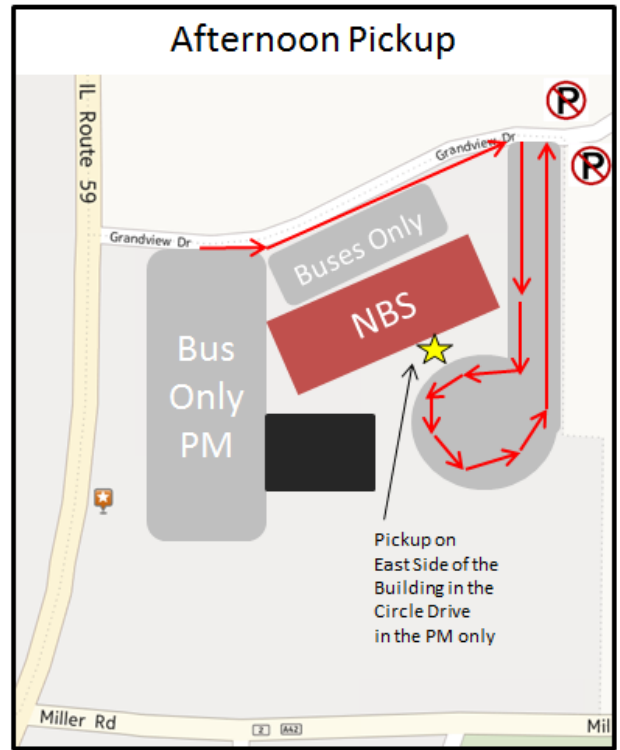 Afternoon Pickup
IL Route 59
P
Grandview Dr
P
Grandview Dr
Buses Only
NBS
Bus
Only
PM
Pickup on
East Side of the
Building in the
Circle Drive
in the PM only
Miller Rd
2
A42
Mil